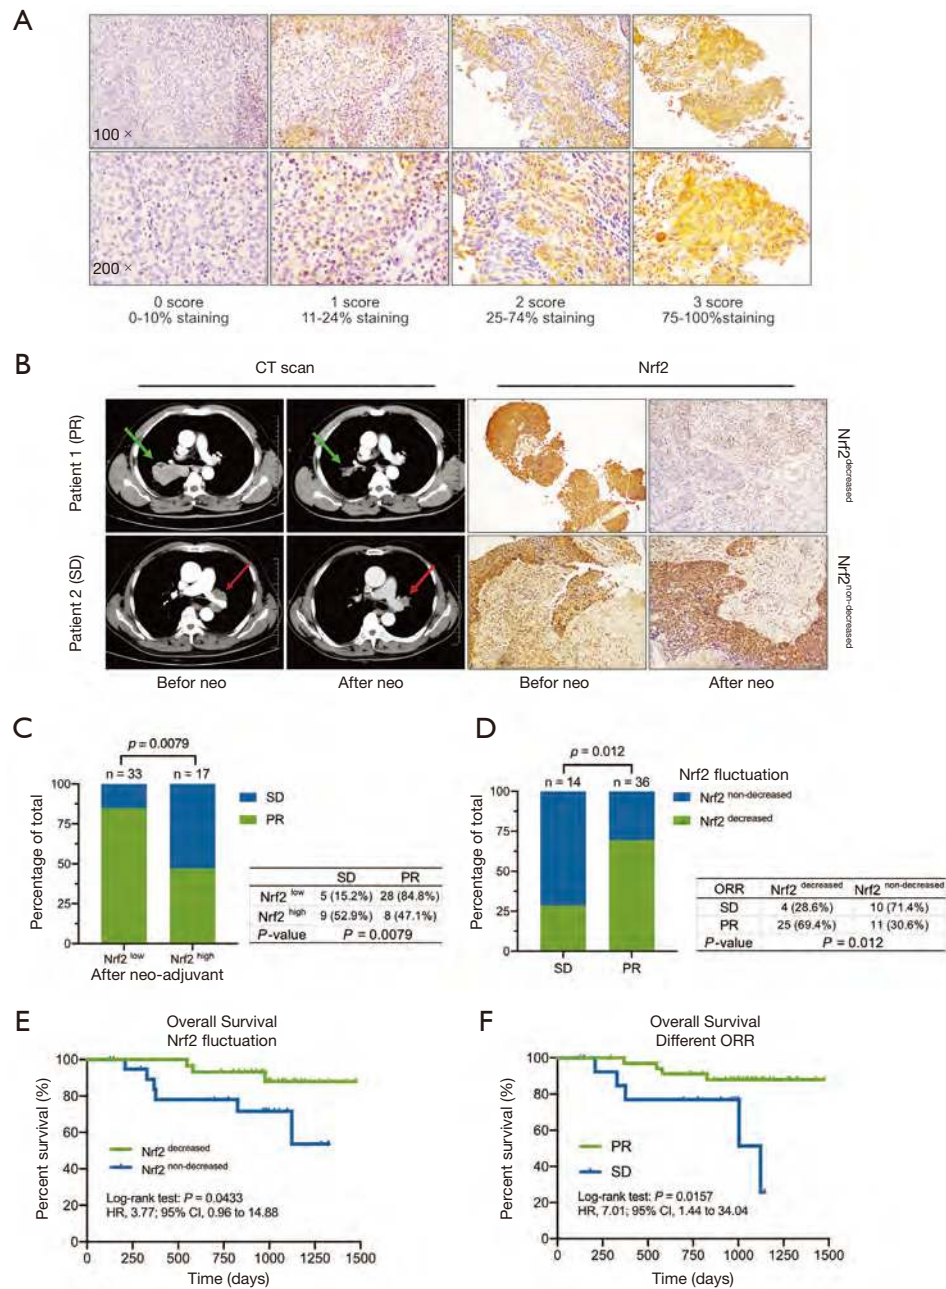 A
100 ×
200 ×
0 score
0-10% staining
1 score
11-24% staining
2 score
25-74% staining
3 score
75-100%staining
B
CT scan
Nrf2
Patient 1 (PR)
Nrf2 decreased
Patient 2 (SD)
Nrf2 non-decreased
Befor neo
After neo
Befor neo
After neo
C
p = 0.0079
n = 33
n = 17
Percentage of total
100
75
50
25
0
Nrf2 low
Nrf2 high
After neo-adjuvant
SD
PR
SD PR
Nrf2 low 5 (15.2%) 28 (84.8%)
Nrf2 high 9 (52.9%) 8 (47.1%)
P-value P = 0.0079
D
p = 0.012
n = 14
n = 36
Percentage of total
100
75
50
25
0
SD
PR
Nrf2 fluctuation
Nrf2 non-decreased
Nrf2 decreased
ORR Nrf2 decreased Nrf2 non-decreased
SD 4 (28.6%) 10 (71.4%)
PR 25 (69.4%) 11 (30.6%)
P-value P = 0.012
E
Overall Survival
Nrf2 fluctuation
Percent survival (%)
100
80
60
40
20
0
Nrf2 decreased
Nrf2 non-decreased
Log-rank test: P = 0.0433
HR, 3.77; 95% CI, 0.96 to 14.88
0 250 500 750 1000 1250 1500
Time (days)
F
Overall Survival
Different ORR
Percent survival (%)
100
80
60
40
20
0
PR
SD
Log-rank test: P = 0.0157
HR, 7.01; 95% CI, 1.44 to 34.04
0 250 500 750 1000 1250 1500
Time (days)